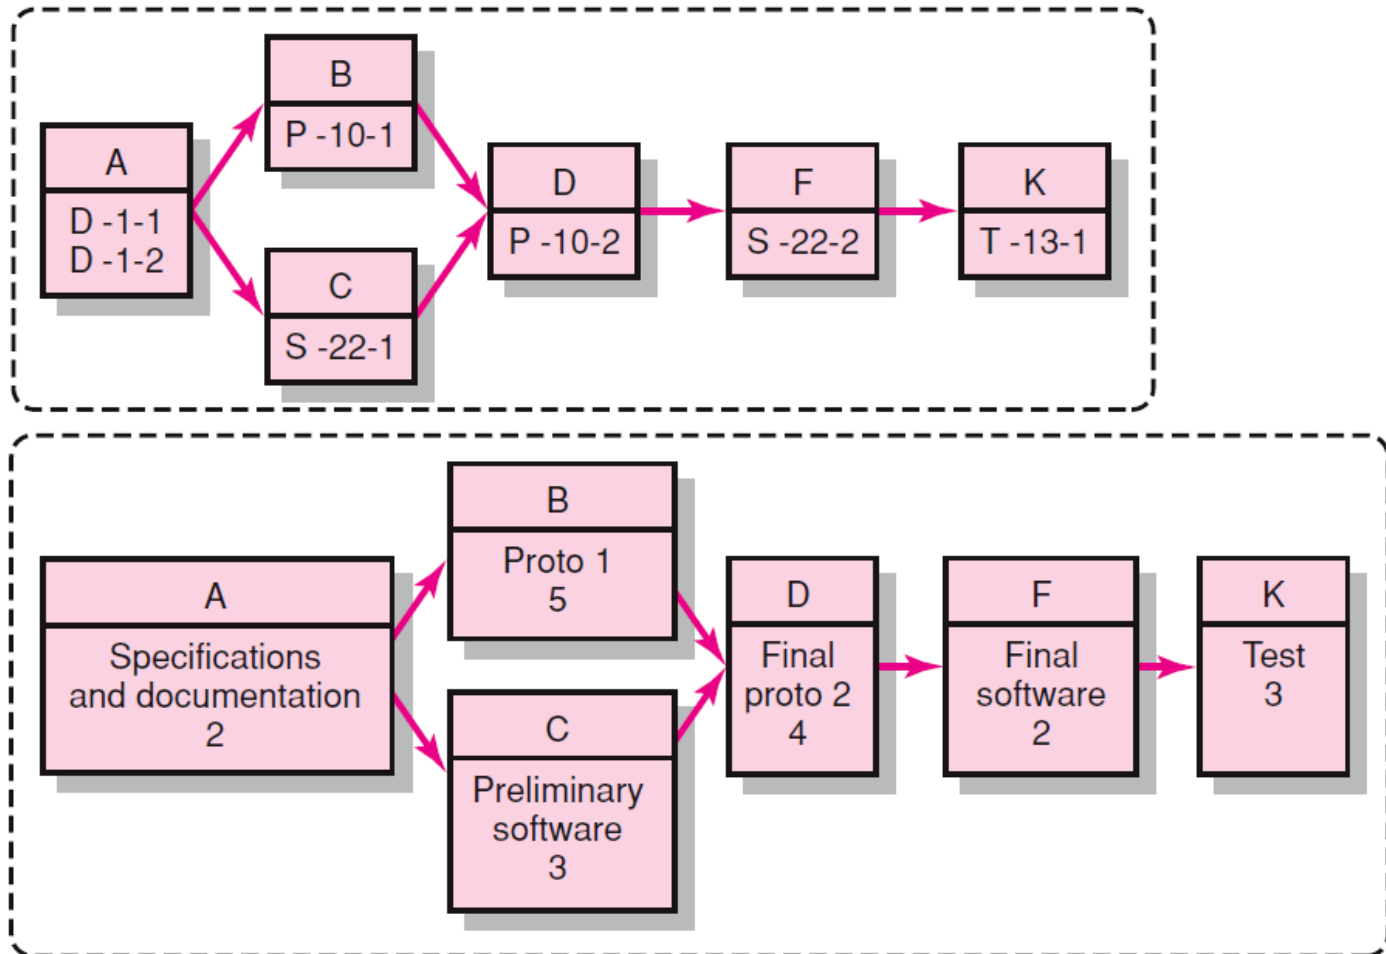 A
D -1-1
D -1-2
B
P -10-1
C
S -22-1
D
P -10-2
F
S -22-2
K
T -13-1
A
Specifications
and documentation
2
B
Proto 1
5
C
Preliminary
software
3
D
Final
proto 2
4
F
Final
software
2
K
Test
3